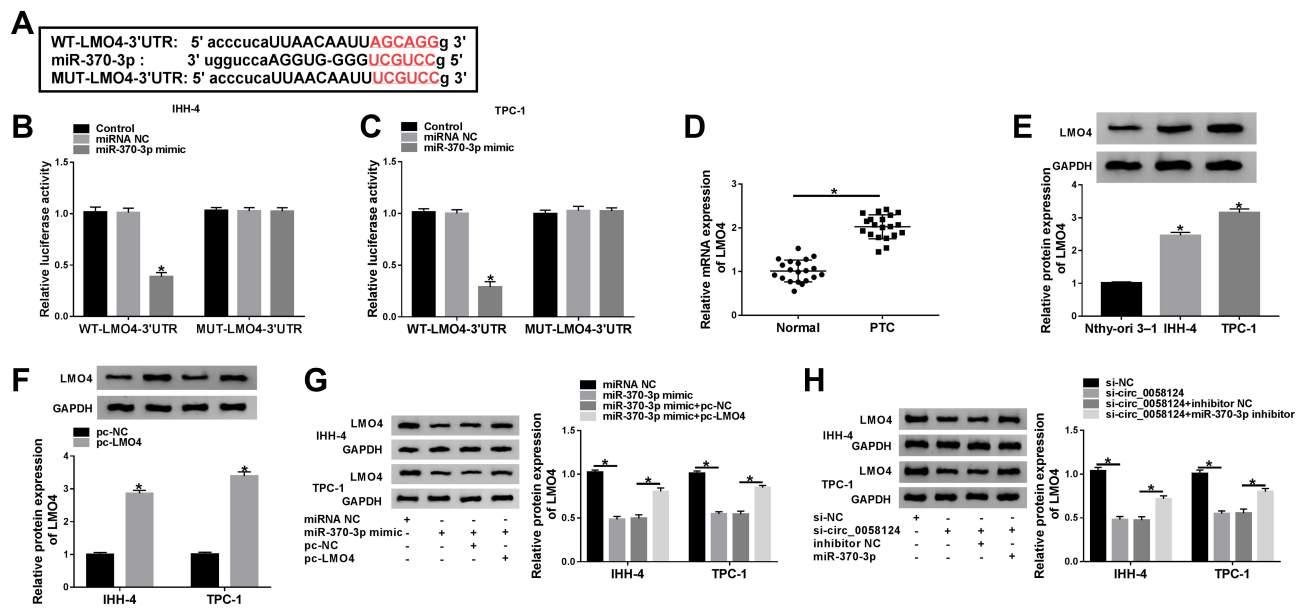 A
WT-LMO4-3'UTR: 5' acccucaUUAACAAUUAGCAGGg 3'
miR-370-3p : 3' ugguccaAGGUG-GGGUCGUCCg 5'
MUT-LMO4-3'UTR: 5' acccucaUUAACAAUUUCGUCCg 3'
B
IHH-4
Control
miRNA NC
miR-370-3p mimic
Relative luciferase activity
1.5
1.0
0.5
0.0
*
WT-LMO4-3'UTR MUT-LMO4-3'UTR
C
TPC-1
Control
miRNA NC
miR-370-3p mimic
Relative luciferase activity
1.5
1.0
0.5
0.0
*
WT-LMO4-3'UTR MUT-LMO4-3'UTR
D
Relative mRNA expression
of LMO4
3
2
1
0
*
Normal PTC
E
LMO4
GAPDH
Relative protein expression
of LMO4
4
3
2
1
0
* *
Nthy-ori 3–1 IHH-4 TPC-1
F
LMO4
GAPDH
pc-NC
pc-LMO4
Relative protein expression
of LMO4
4
3
2
1
0
* *
IHH-4 TPC-1
G
LMO4
IHH-4
GAPDH
LMO4
TPC-1
GAPDH
miRNA NC + - - -
miR-370-3p mimic - + + +
pc-NC - - + -
pc-LMO4 - - - +
miRNA NC
miR-370-3p mimic
miR-370-3p mimic+pc-NC
miR-370-3p mimic+pc-LMO4
Relative protein expression
of LMO4
1.5
1.0
0.5
0.0
* * * *
IHH-4 TPC-1
H
LMO4
IHH-4
GAPDH
LMO4
TPC-1
GAPDH
si-NC + - - -
si-circ_0058124 - + + +
inhibitor NC - - + -
miR-370-3p - - - +
si-NC
si-circ_0058124
si-circ_0058124+inhibitor NC
si-circ_0058124+miR-370-3p inhibitor
Relative protein expression
of LMO4
1.5
1.0
0.5
0.0
* * * *
IHH-4 TPC-1